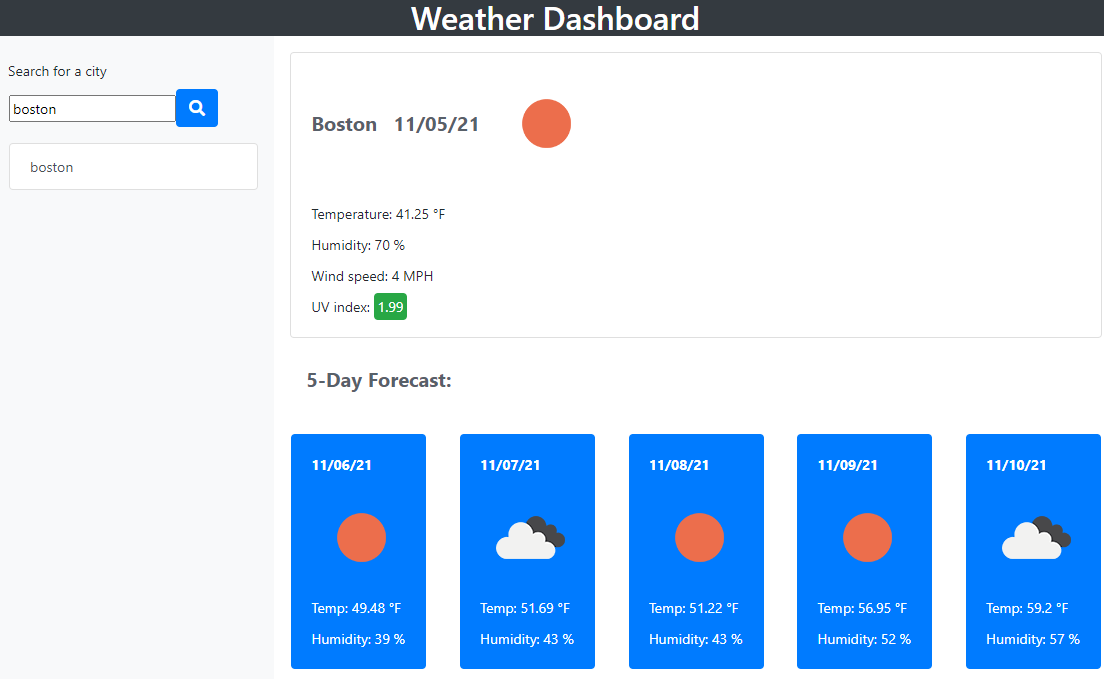 Weather Dashboard
Search for a city
boston
boston
Boston 11/05/21
Temperature: 41.25 °F
Humidity: 70 %
Wind speed: 4 MPH
UV index: 1.99
5-Day Forecast:
11/06/21
Temp: 49.48 °F
Humidity: 39 %
11/07/21
Temp: 51.69 °F
Humidity: 43 %
11/08/21
Temp: 51.22 °F
Humidity: 43 %
11/09/21
Temp: 56.95 °F
Humidity: 52 %
11/10/21
Temp: 59.2 °F
Humidity: 57 %